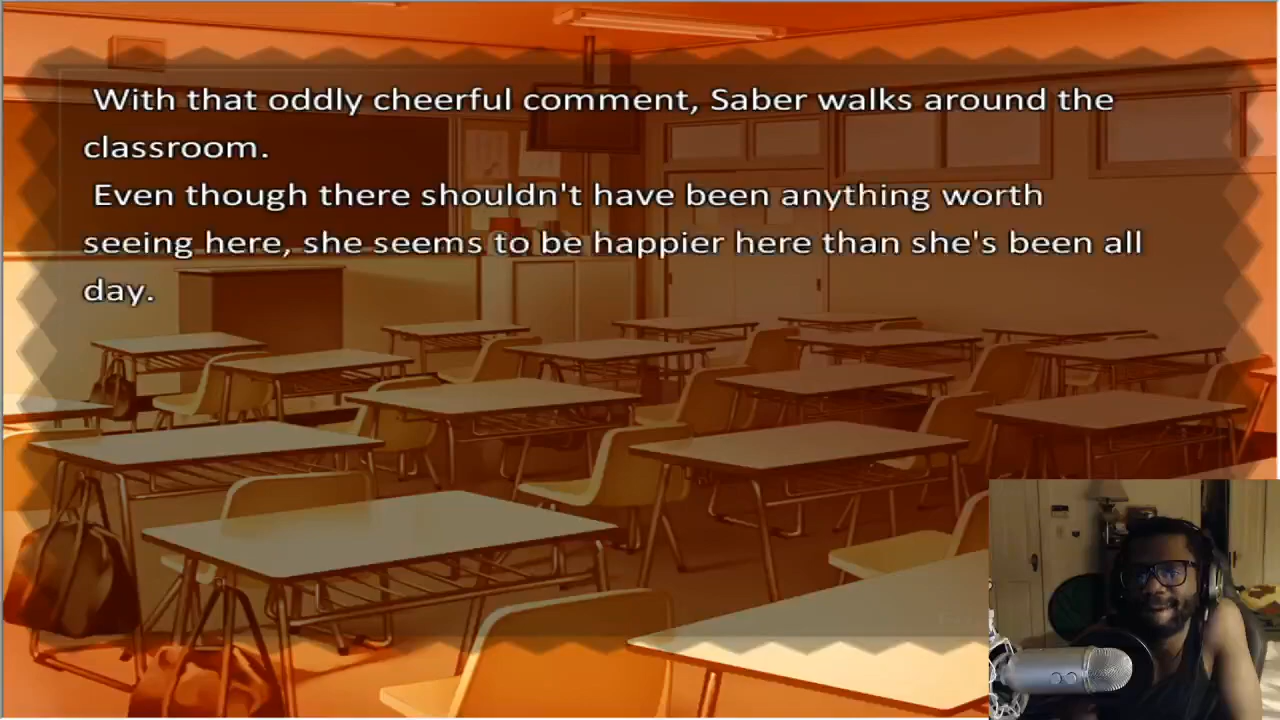 With that oddly cheerful comment, Saber walks around the
classroom.
Even though there shouldn't have been anything worth
seeing here, she seems to be happier here than she's been all
day.